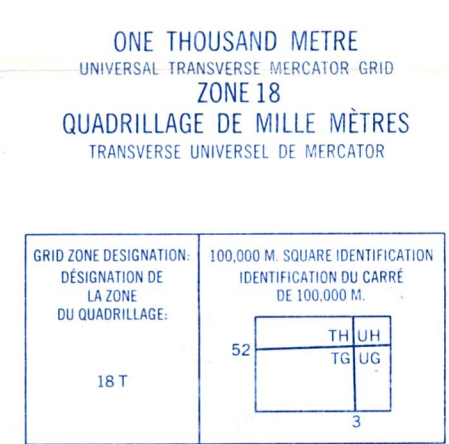 ONE THOUSAND METRE
UNIVERSAL TRANSVERSE MERCATOR GRID
ZONE 18
QUADRILLAGE DE MILLE MÈTRES
TRANSVERSE UNIVERSEL DE MERCATOR
GRID ZONE DESIGNATION:
DÉSIGNATION DE
LA ZONE
DU QUADRILLAGE:
18 T
100,000 M. SQUARE IDENTIFICATION
IDENTIFICATION DU CARRÉ
DE 100,000 M.
TH UH
52
TG UG
3